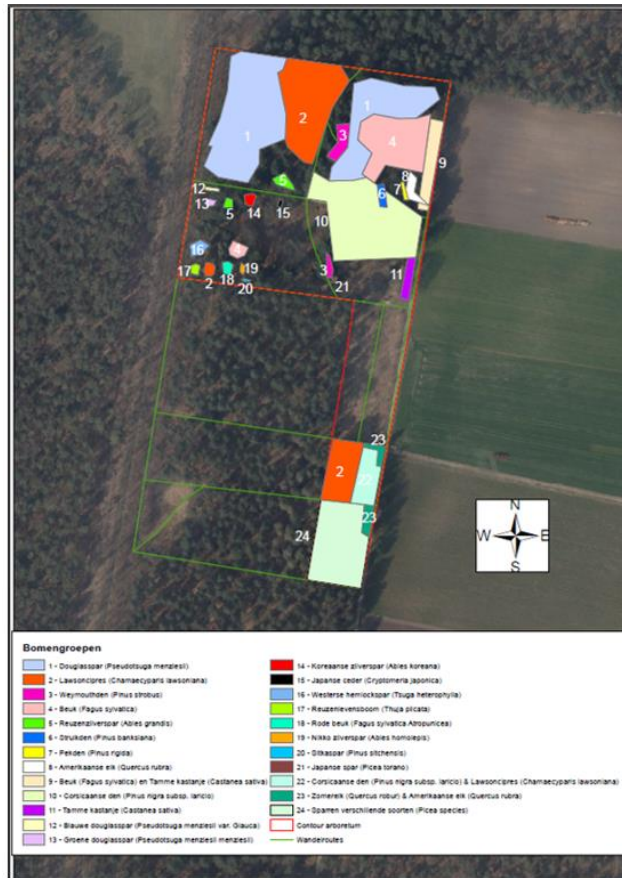 1
2
1
3
4
9
8
7
5
6
12
13
5
14
15
10
16
4
3
11
17
2
18
19
20
21
23
2
22
23
24
N
W E
S
Bomengroepen
1 - Douglasspar (Pseudotsuga menziesii)
2 - Lawsoncipres (Chamaecyparis lawsoniana)
3 - Weymouthden (Pinus strobus)
4 - Beuk (Fagus sylvatica)
5 - Reuzenzilverspar (Abies grandis)
6 - Struikden (Pinus banksiana)
7 - Pekden (Pinus rigida)
8 - Amerikaanse eik (Quercus rubra)
9 - Beuk (Fagus sylvatica) en Tamme kastanje (Castanea sativa)
10 - Corsicaanse den (Pinus nigra subsp. laricio)
11 - Tamme kastanje (Castanea sativa)
12 - Blauwe douglasspar (Pseudotsuga menziesii var. Glauca)
13 - Groene douglasspar (Pseudotsuga menziesii menziesii)
14 - Koreaanse zilverspar (Abies koreana)
15 - Japanse ceder (Cryptomeria japonica)
16 - Westerse hemlockspar (Tsuga heterophylla)
17 - Reuzenlevensboom (Thuja plicata)
18 - Rode beuk (Fagus sylvatica Atropunicea)
19 - Nikko zilverspar (Abies homolepis)
20 - Sitkaspar (Pinus sitchensis)
21 - Japanse spar (Picea torano)
22 - Corsicaanse den (Pinus nigra subsp. laricio) & Lawsoncipres (Chamaecyparis lawsoniana)
23 - Zomereik (Quercus robur) & Amerikaanse eik (Quercus rubra)
24 - Sparren verschillende soorten (Picea species)
Contour arboretum
Wandelroutes